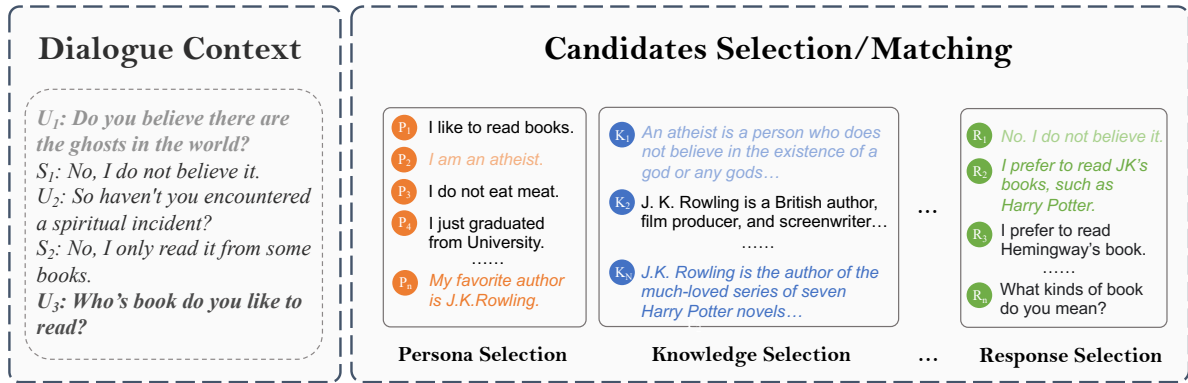 Dialogue Context
U1: Do you believe there are
the ghosts in the world?
S1: No, I do not believe it.
U2: So haven't you encountered
a spiritual incident?
S2: No, I only read it from some
books.
U3: Who's book do you like to
read?
Candidates Selection/Matching
P1 I like to read books.
P2 I am an atheist.
P3 I do not eat meat.
P4 I just graduated
from University.
......
Pn My favorite author
is J.K.Rowling.
Persona Selection
K1 An atheist is a person who does
not believe in the existence of a
god or any gods…
K2 J. K. Rowling is a British author,
film producer, and screenwriter…
......
KN J.K. Rowling is the author of the
much-loved series of seven
Harry Potter novels…
Knowledge Selection
...
...
R1 No. I do not believe it.
R2 I prefer to read JK's
books, such as
Harry Potter.
R3 I prefer to read
Hemingway's book.
......
Rn What kinds of book
do you mean?
Response Selection